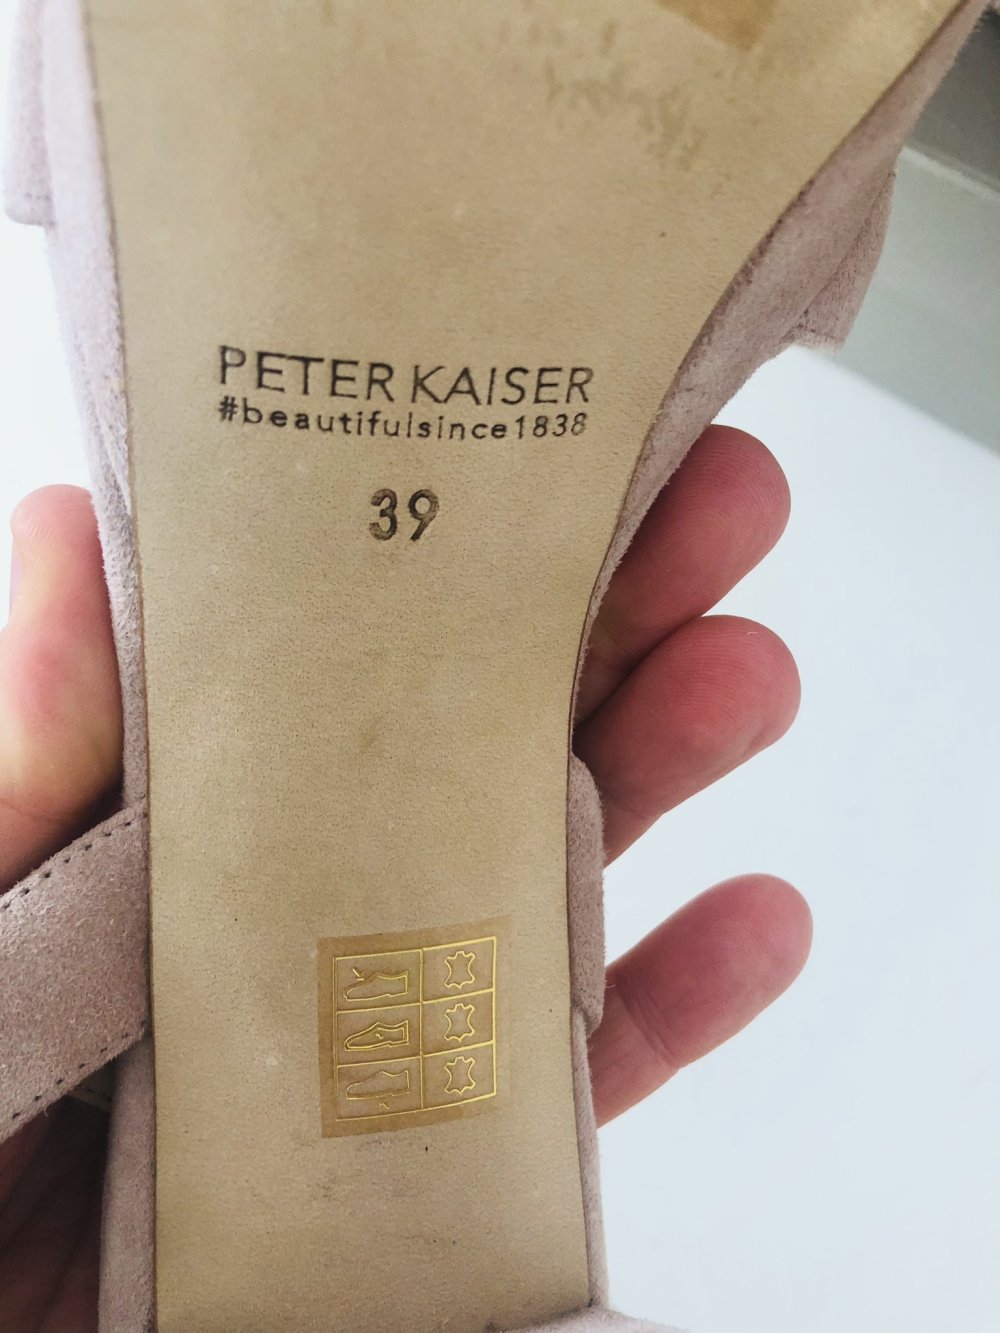 PETER KAISER
#beautifulsince1838
39